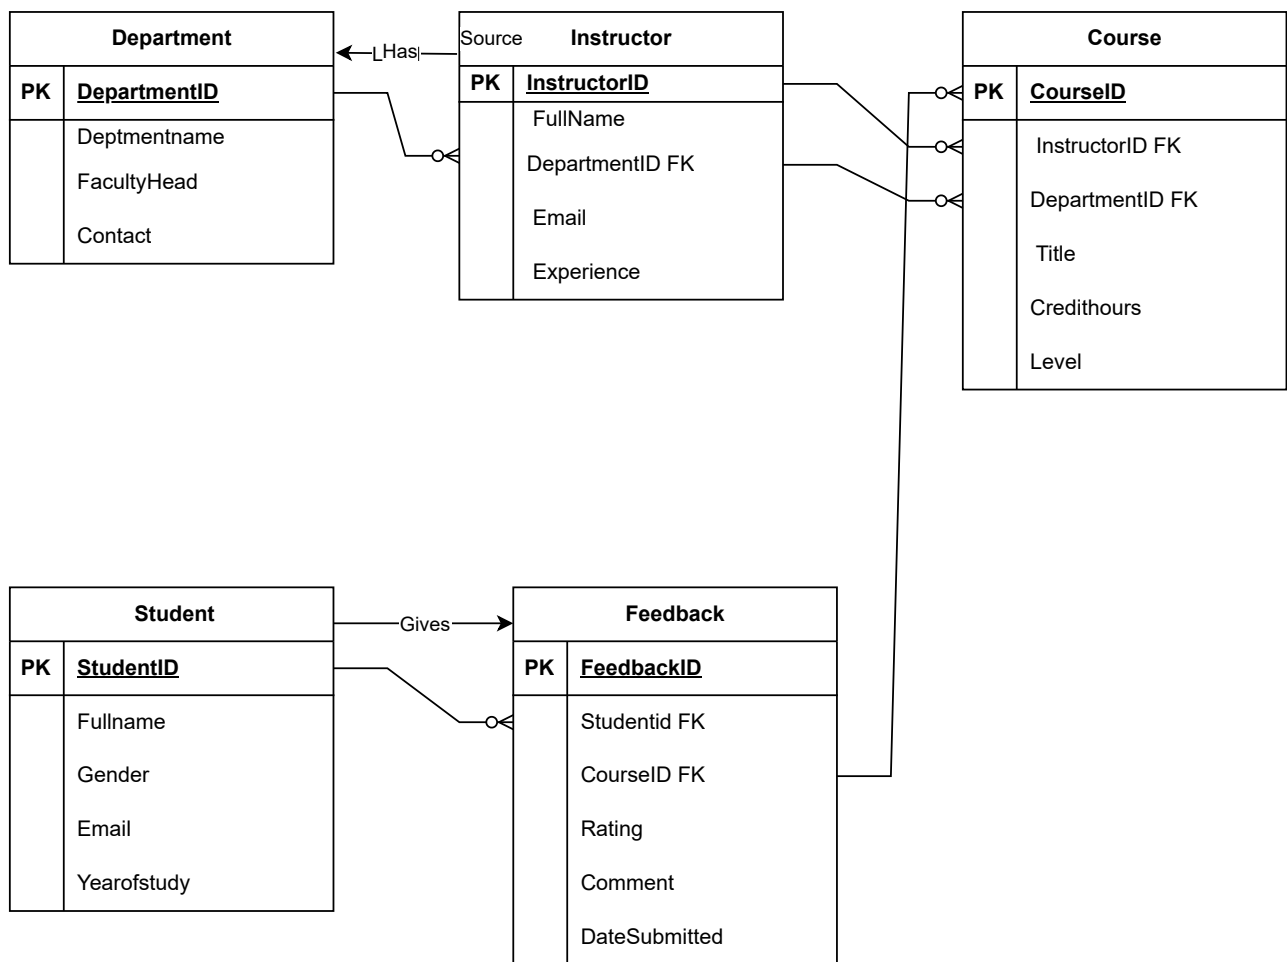 Department
PK DepartmentID
Deptmentname
FacultyHead
Contact
Has
Source
Instructor
PK InstructorID
FullName
DepartmentID FK
Email
Experience
Course
PK CourseID
InstructorID FK
DepartmentID FK
Title
Credithours
Level
Student
PK StudentID
Fullname
Gender
Email
Yearofstudy
Gives
Feedback
PK FeedbackID
Studentid FK
CourseID FK
Rating
Comment
DateSubmitted